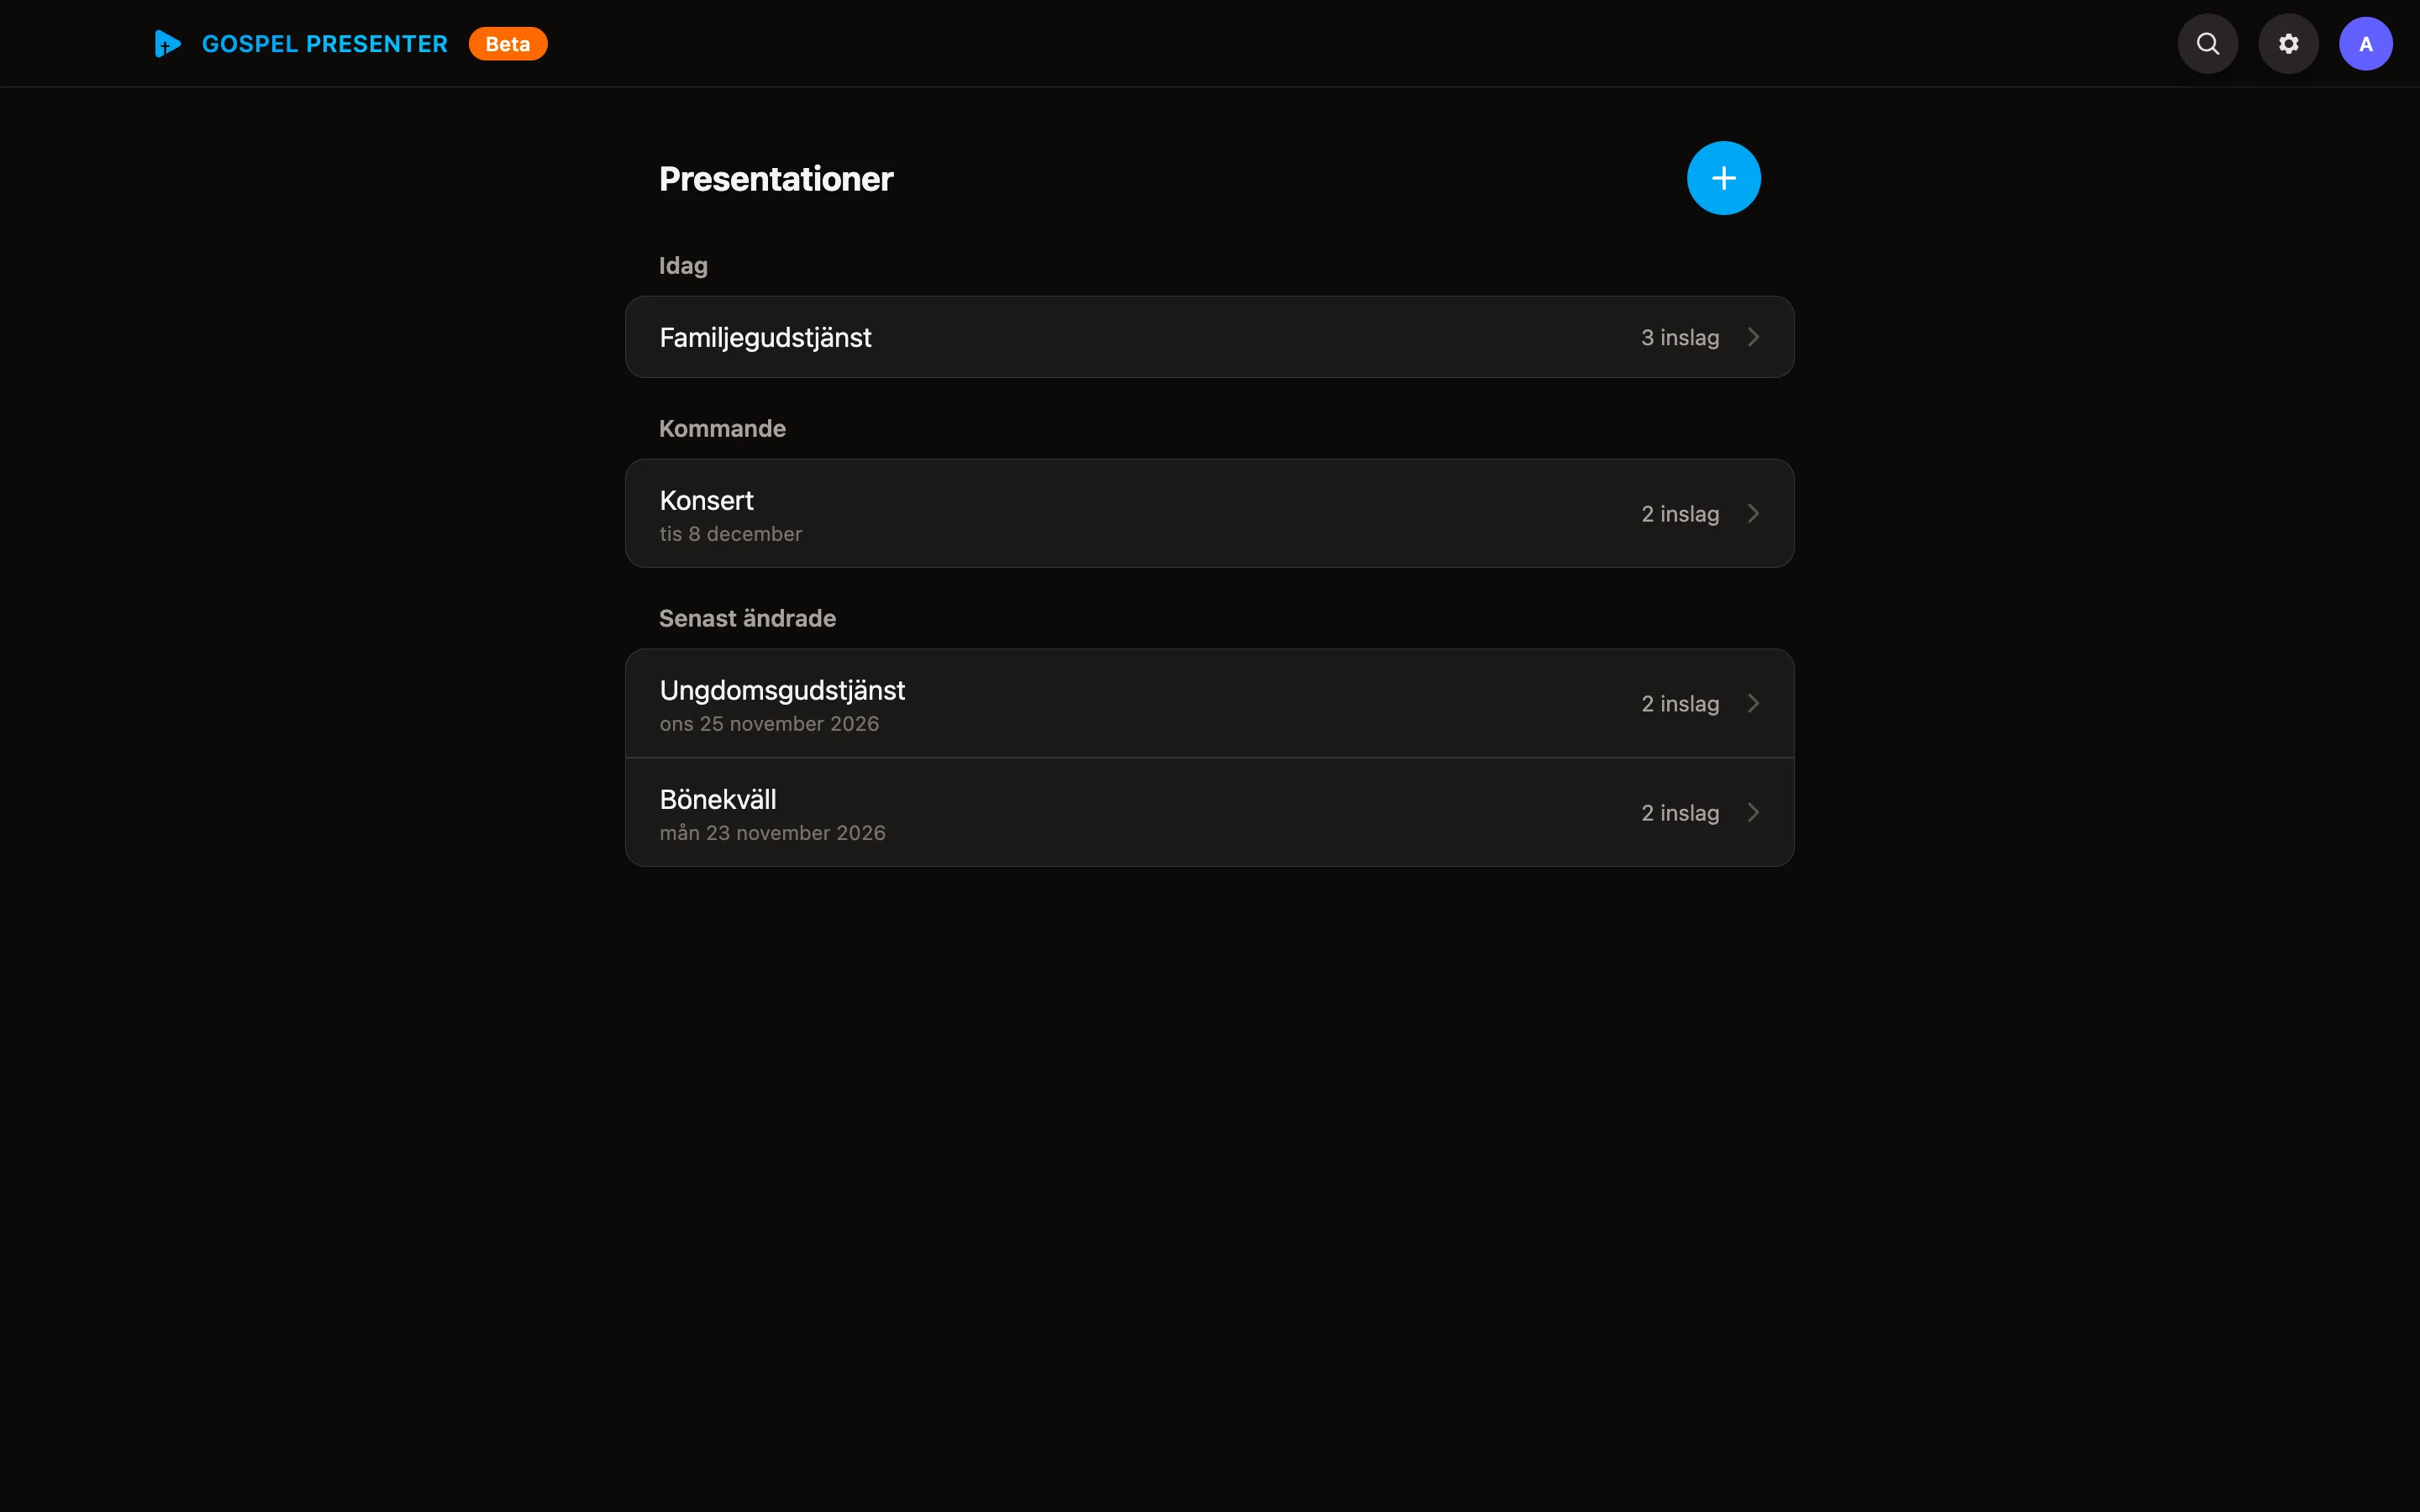 GOSPEL PRESENTER Beta
A
Presentationer
Idag
Familjegudstjänst 3 inslag
Kommande
Konsert
tis 8 december
2 inslag
Senast ändrade
Ungdomsgudstjänst
ons 25 november 2026
2 inslag
Bönekväll
mån 23 november 2026
2 inslag